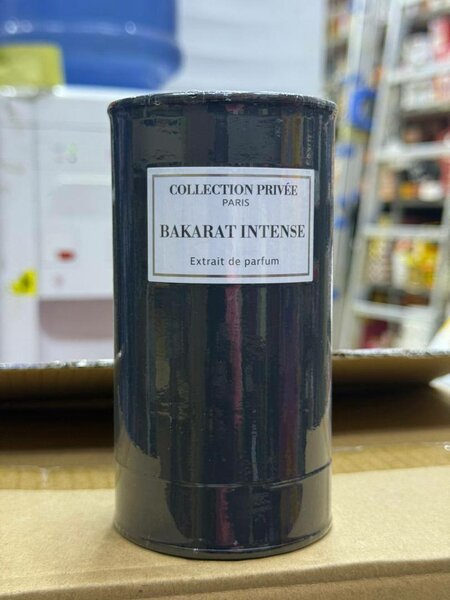 COLLECTION PRIVÉE
PARIS
BAKARAT INTENSE
Extrait de parfum